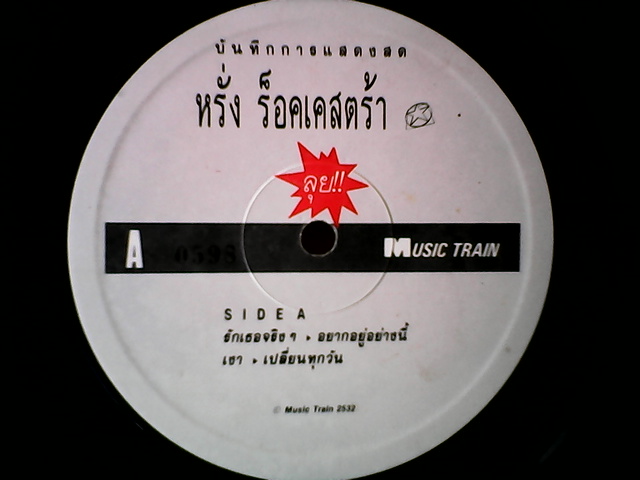 บันทึกการแสดงสด
หรั่ง ร็อคเคสตร้า
ลุย!!
A 0598 MUSIC TRAIN
SIDE A
รักเธอจริง ๆ ▸ อยากอยู่อย่างนี้
เขา ▸ เปลี่ยนทุกวัน
© Music Train 2532